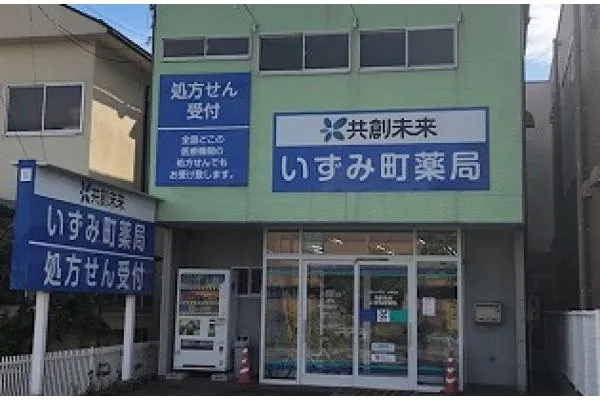 処方せん
受付
全国どこの
医療機関の
処方せんでも
お受け致します。
共創未来
いずみ町薬局
共創未来
いずみ町薬局
処方せん受付